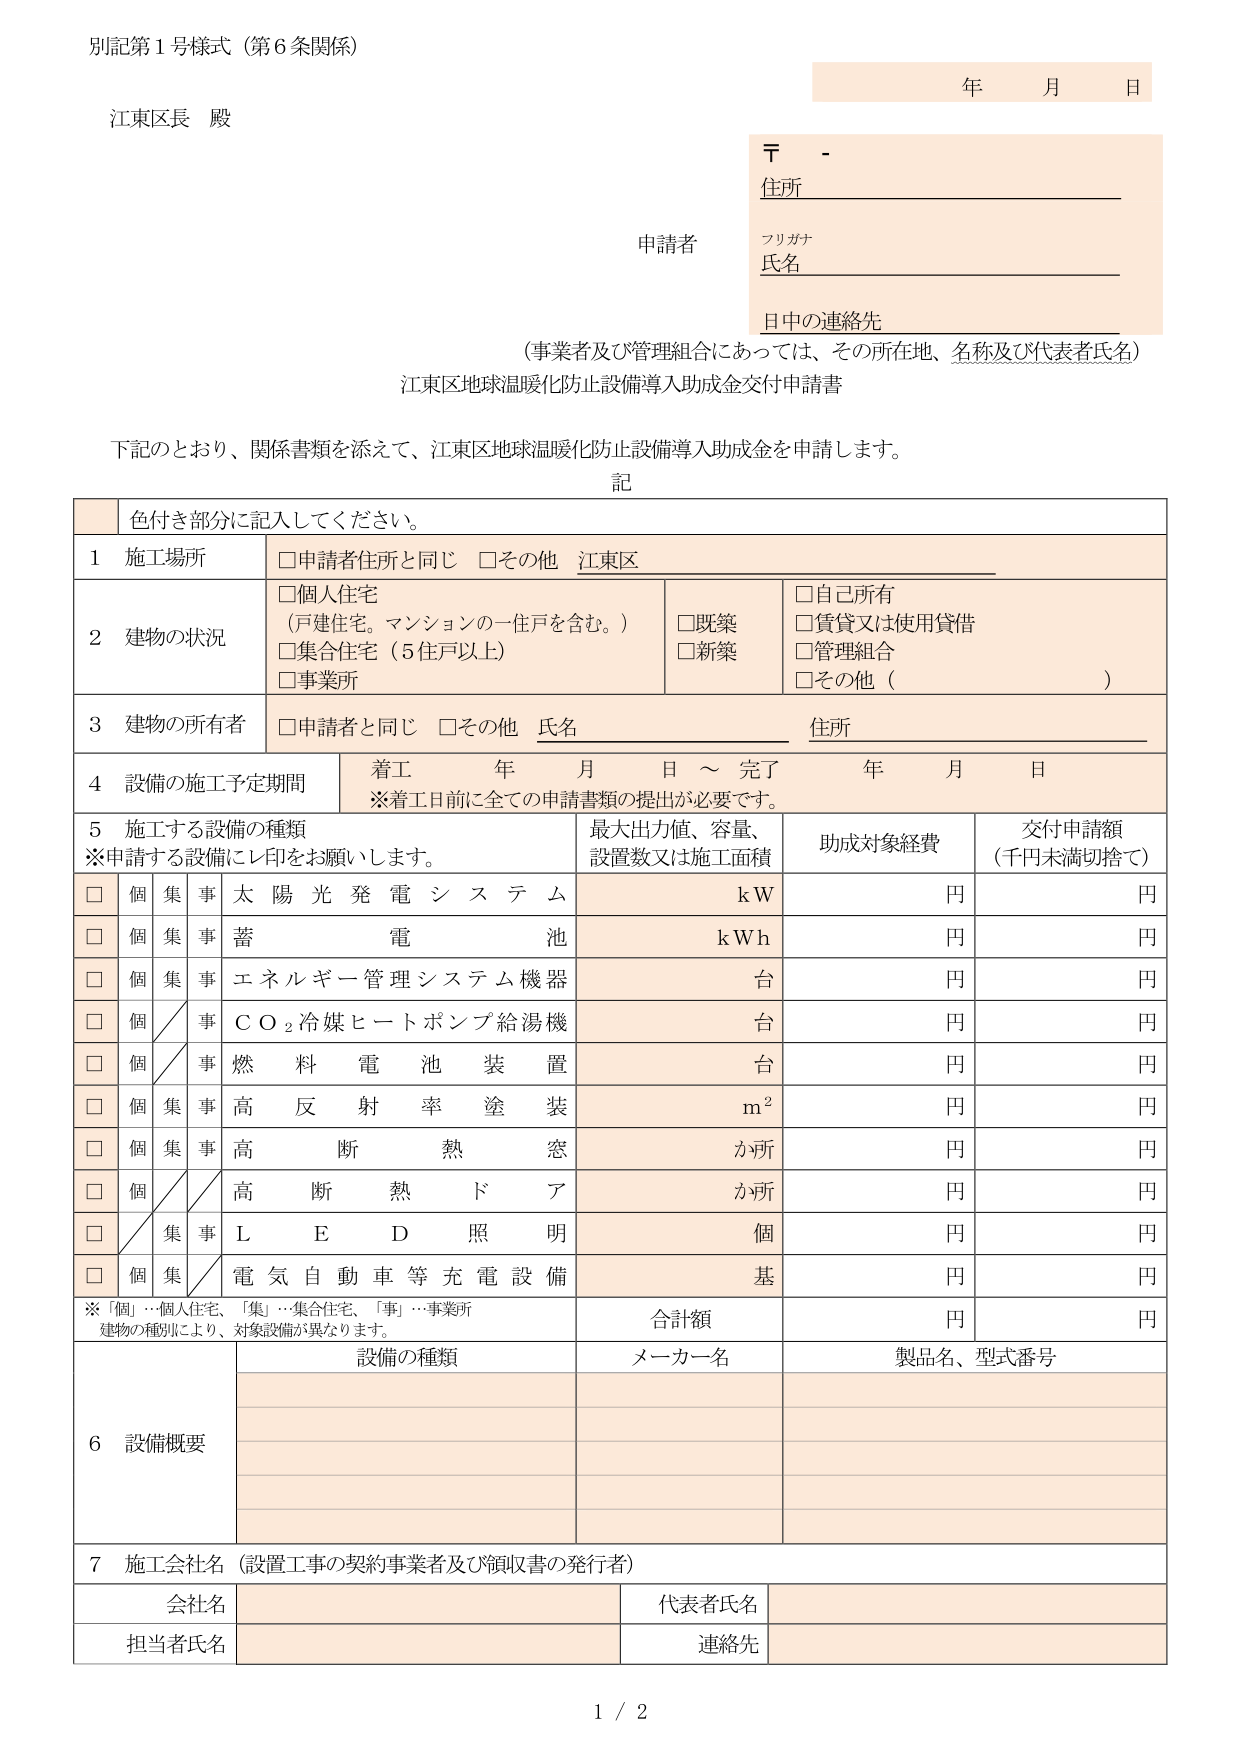 別記第１号様式（第６条関係）
年　　月　　日
江東区長　殿
〒　　-
住所
申請者
フリガナ
氏名
日中の連絡先
（事業者及び管理組合にあっては、その所在地、名称及び代表者氏名）
江東区地球温暖化防止設備導入助成金交付申請書
下記のとおり、関係書類を添えて、江東区地球温暖化防止設備導入助成金を申請します。
記
色付き部分に記入してください。
１　施工場所　□申請者住所と同じ　□その他　江東区
２　建物の状況
□個人住宅
（戸建住宅。マンションの一住戸を含む。）
□集合住宅（５住戸以上）
□事業所
□既築
□新築
□自己所有
□賃貸又は使用貸借
□管理組合
□その他（　　　　　　　　　　）
３　建物の所有者　□申請者と同じ　□その他　氏名　　　　　　　住所
４　設備の施工予定期間
着工　　　　年　　　月　　　日　～　完了　　　　年　　　月　　　日
※着工日前に全ての申請書類の提出が必要です。
５　施工する設備の種類
※申請する設備にレ印をお願いします。
最大出力値、容量、
設置数又は施工面積
助成対象経費
交付申請額
（千円未満切捨て）
□　個　集　事　太陽光発電システム　kW　円　円
□　個　集　事　蓄電池　kWh　円　円
□　個　集　事　エネルギー管理システム機器　台　円　円
□　個　事　ＣＯ₂冷媒ヒートポンプ給湯機　台　円　円
□　個　事　燃料電池装置　台　円　円
□　個　集　事　高反射率塗装　m²　円　円
□　個　集　事　高断熱窓　か所　円　円
□　個　高断熱ドア　か所　円　円
□　集　事　ＬＥＤ照明　個　円　円
□　個　集　電気自動車等充電設備　基　円　円
※「個」…個人住宅、「集」…集合住宅、「事」…事業所
建物の種別により、対象設備が異なります。
合計額　円　円
６　設備概要
設備の種類　メーカー名　製品名、型式番号
７　施工会社名（設置工事の契約事業者及び領収書の発行者）
会社名　代表者氏名
担当者氏名　連絡先
1 / 2